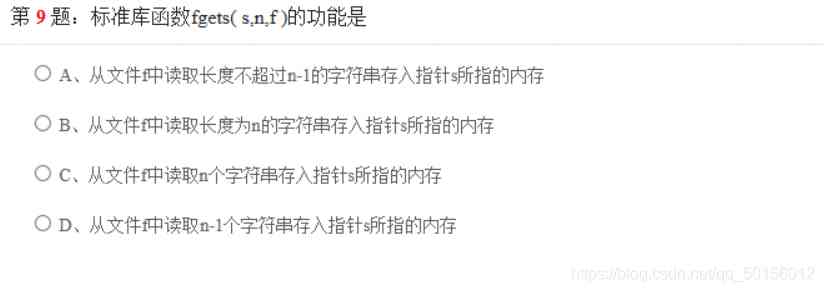 第 9 题：标准库函数fgets( s,n,f )的功能是
A、从文件f中读取长度不超过n-1的字符串存入指针s所指的内存
B、从文件f中读取长度为n的字符串存入指针s所指的内存
C、从文件f中读取n个字符串存入指针s所指的内存
D、从文件f中读取n-1个字符串存入指针s所指的内存
https://blog.csdn.net/qq_50156012